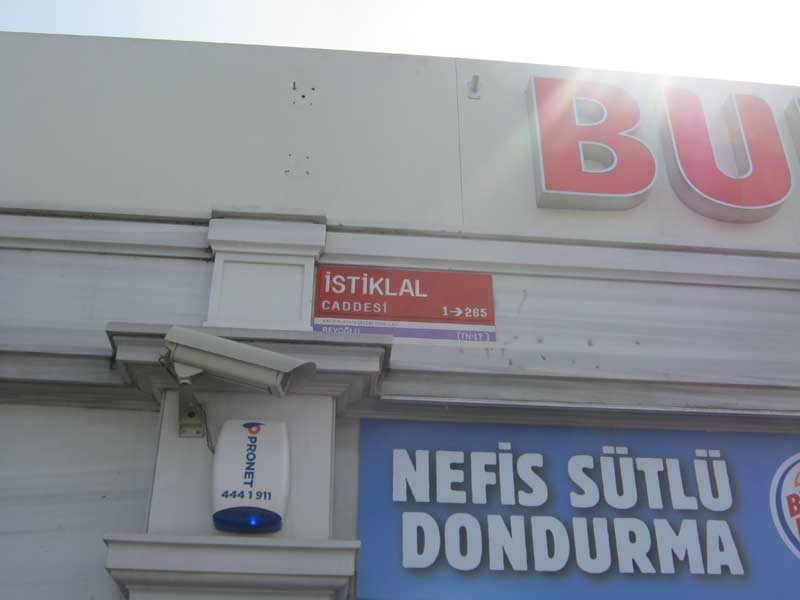 BU
İSTİKLAL
CADDESİ 1→265
BEYOĞLU
PRONET
444 1 911
NEFİS SÜTLÜ
DONDURMA